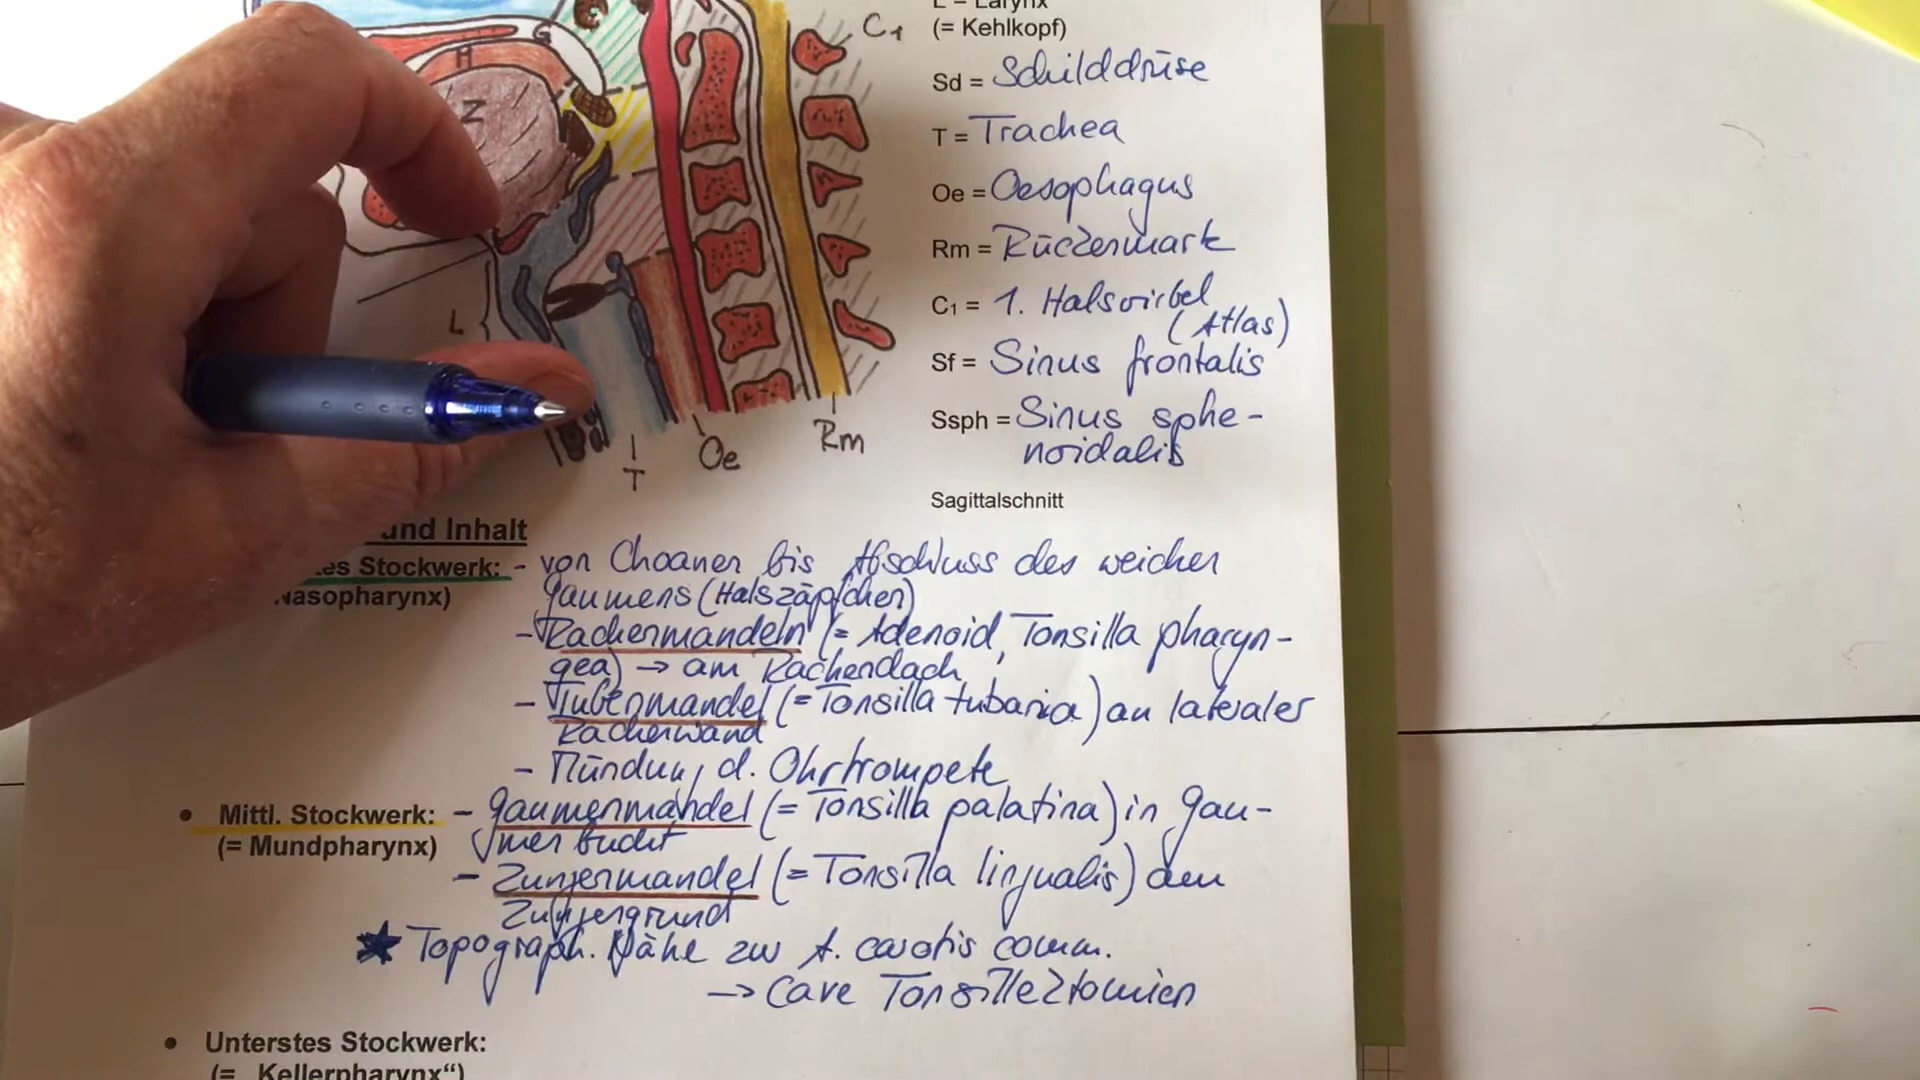 C1
L = Larynx
(= Kehlkopf)
H
Z
Sd = Schilddrüse
T = Trachea
Oe = Oesophagus
Rm = Rückenmark
C1 = 1. Halswirbel
(Atlas)
Sf = Sinus frontalis
L
Ssph = Sinus sphe-
noidalis
T
Oe
Rm
Sagittalschnitt
und Inhalt
es Stockwerk: - von Choanen bis Abschluss des weichen
Nasopharynx)
Gaumens (Halszäpfchen)
- Rachenmandeln (= Adenoid, Tonsilla pharyn-
gea) → am Rachendach
- Tubenmandel (= Tonsilla tubaria) an lateraler
Rachenwand
- Mündung d. Ohrtrompete
• Mittl. Stockwerk: - Gaumenmandel (= Tonsilla palatina) in Gau-
(= Mundpharynx)
menbucht
- Zungenmandel (= Tonsilla lingualis) am
Zungengrund
★ Topograph. Nähe zur A. carotis comm.
→ Cave Tonsillektomien
• Unterstes Stockwerk:
(= „Kellerpharynx“)